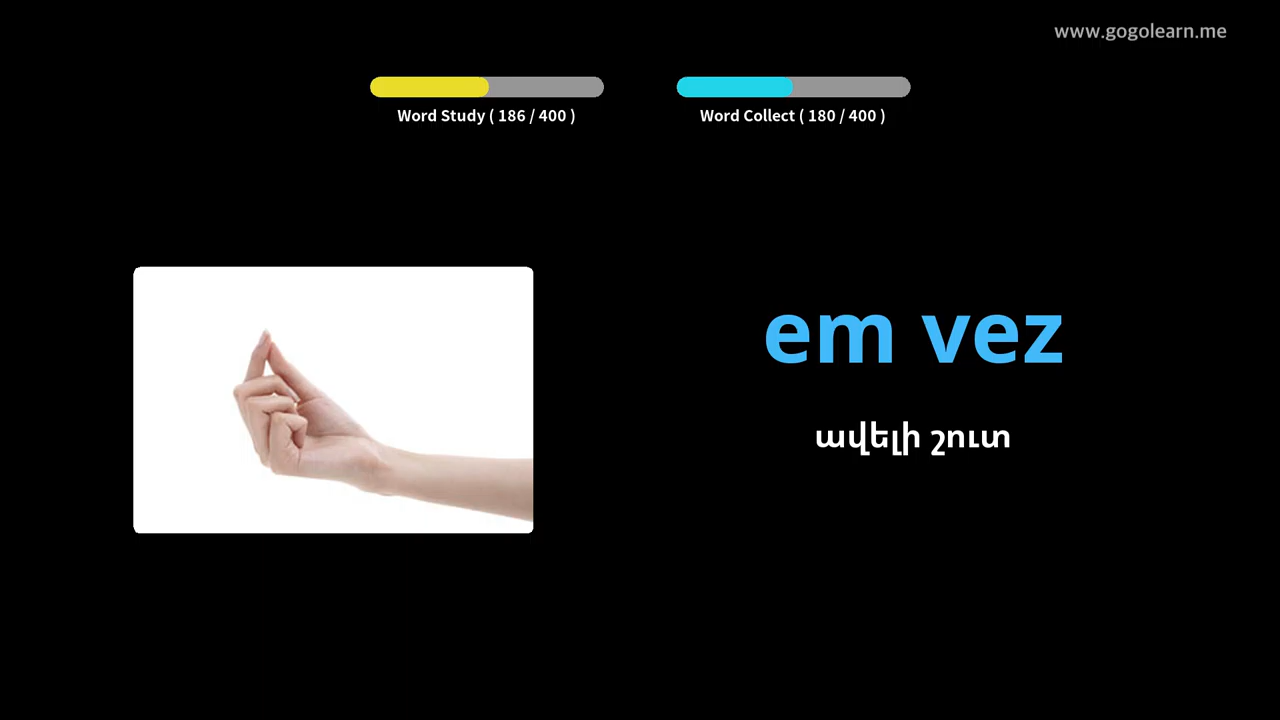 www.gogolearn.me
Word Study ( 186 / 400 )
Word Collect ( 180 / 400 )
em vez
ավելի շուտ